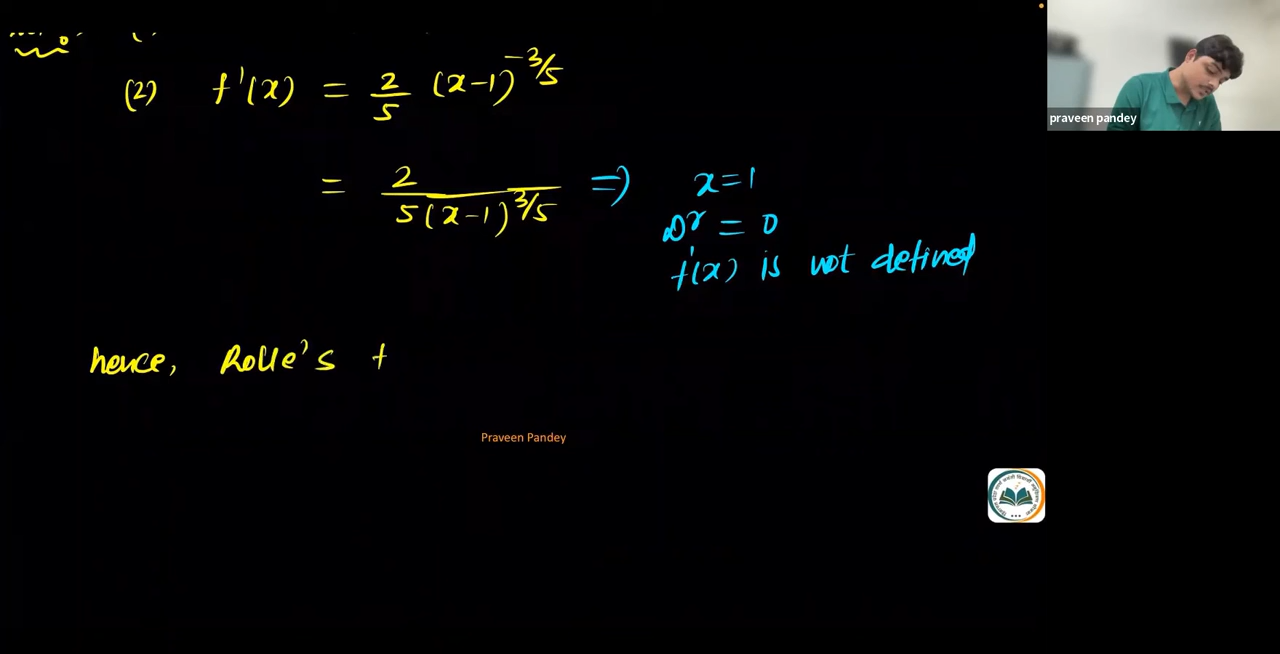 (2) f'(x) = 2/5 (x-1)^-3/5
= 2/5(x-1)^3/5 ⇒ x=1
Dr = 0
f'(x) is not defined
hence, Rolle's t
Praveen Pandey
praveen pandey